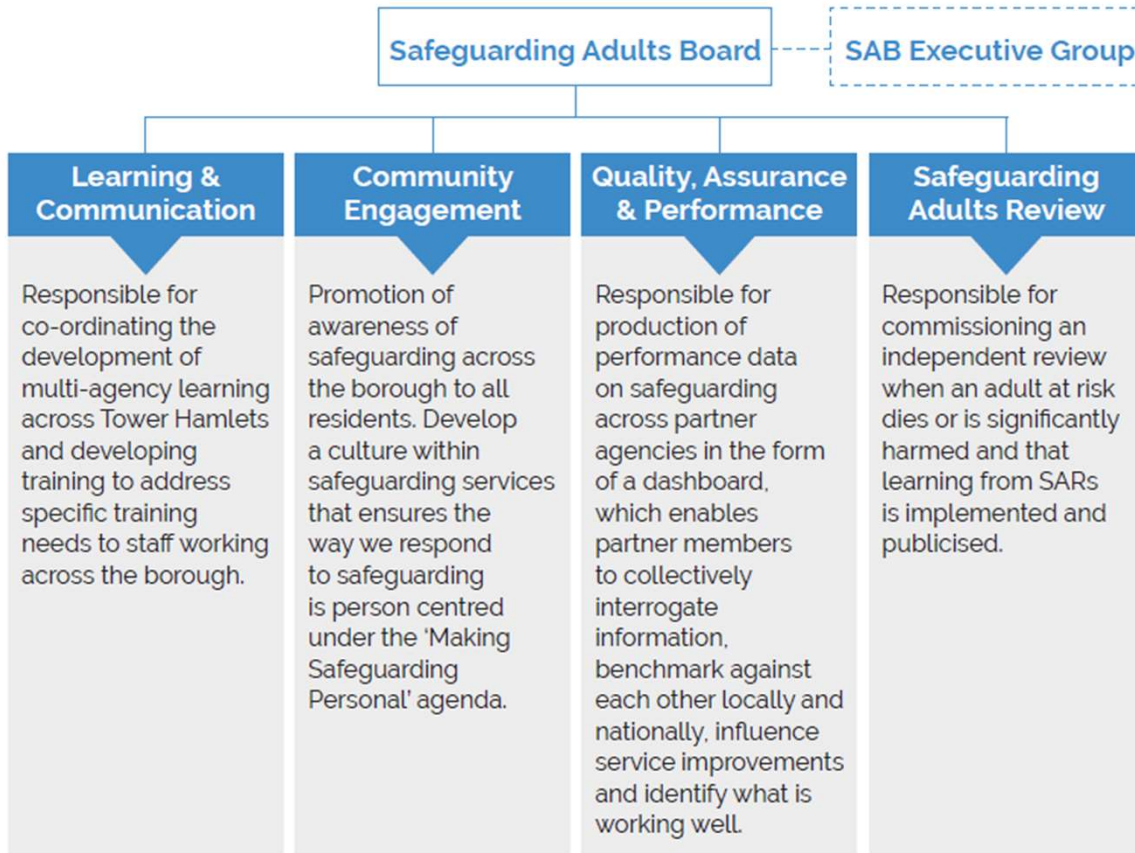 Safeguarding Adults Board
SAB Executive Group
Learning &
Communication
Responsible for
co-ordinating the
development of
multi-agency learning
across Tower Hamlets
and developing
training to address
specific training
needs to staff working
across the borough.
Community
Engagement
Promotion of
awareness of
safeguarding across
the borough to all
residents. Develop
a culture within
safeguarding services
that ensures the
way we respond
to safeguarding
is person centred
under the ‘Making
Safeguarding
Personal’ agenda.
Quality, Assurance
& Performance
Responsible for
production of
performance data
on safeguarding
across partner
agencies in the form
of a dashboard,
which enables
partner members
to collectively
interrogate
information,
benchmark against
each other locally and
nationally, influence
service improvements
and identify what is
working well.
Safeguarding
Adults Review
Responsible for
commissioning an
independent review
when an adult at risk
dies or is significantly
harmed and that
learning from SARs
is implemented and
publicised.